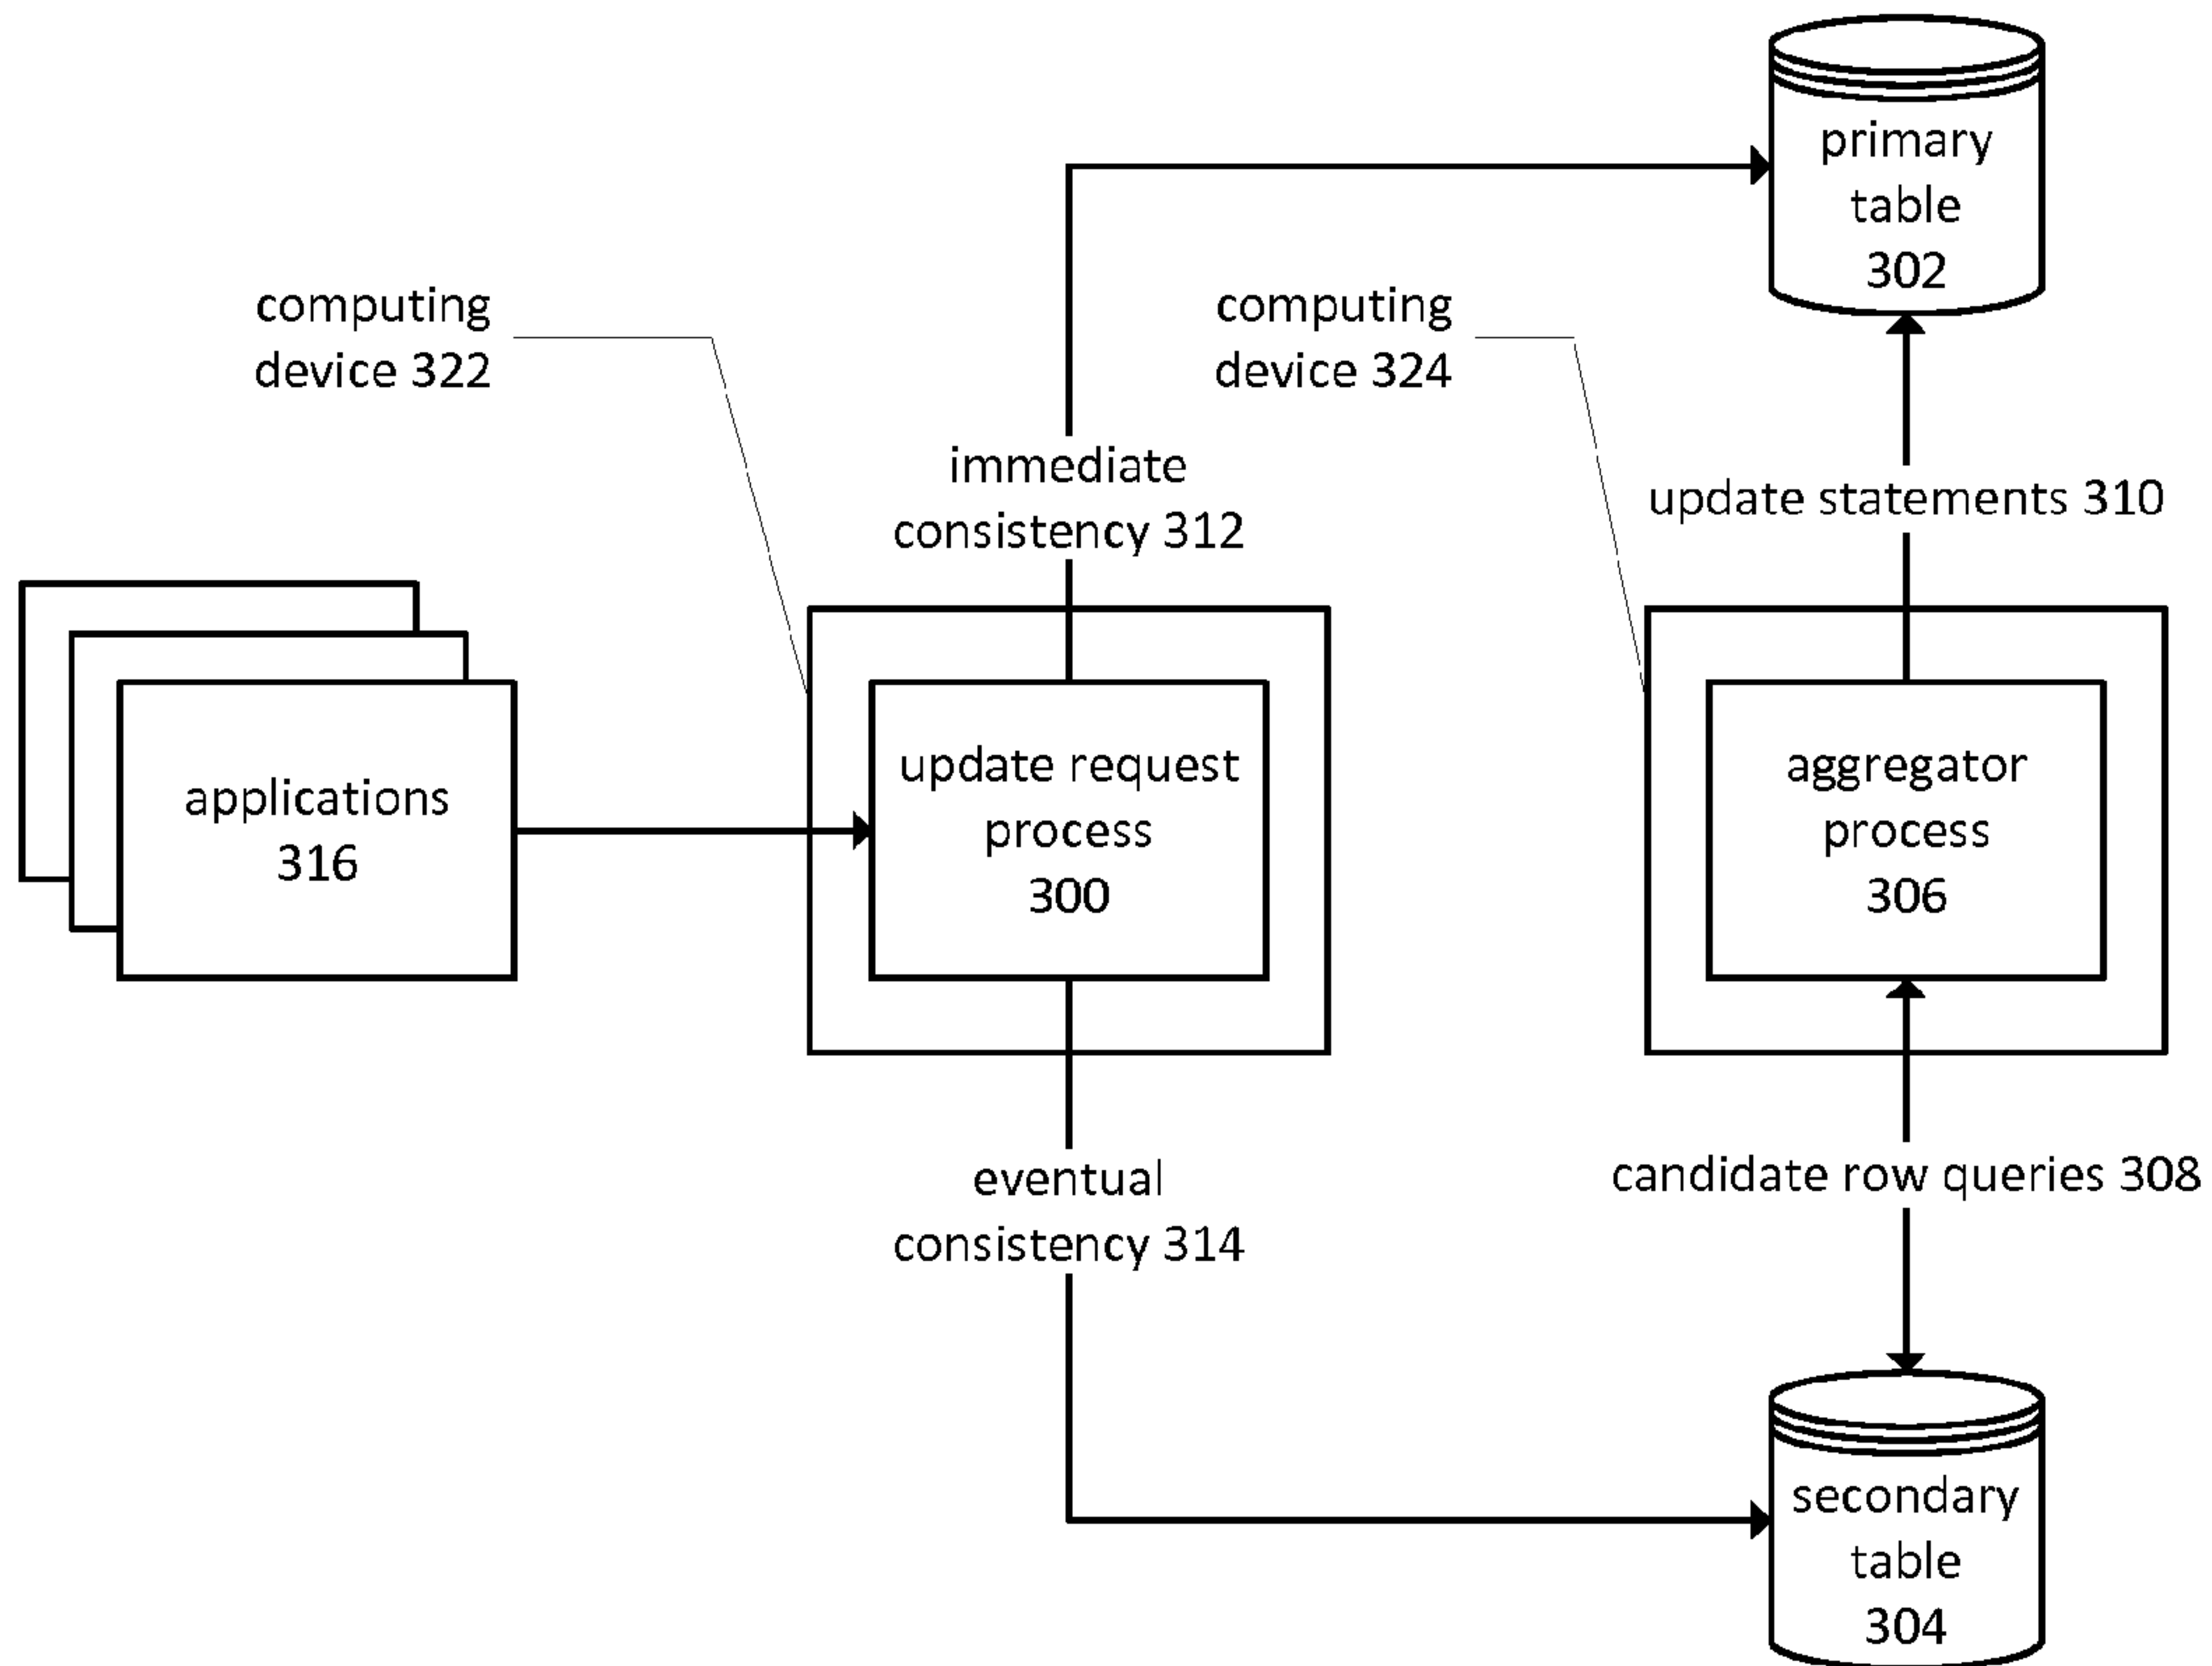 primary
table
302
computing
device 322
computing
device 324
immediate
consistency 312
update statements 310
applications
316
update request
process
300
aggregator
process
306
eventual
consistency 314
candidate row queries 308
secondary
table
304